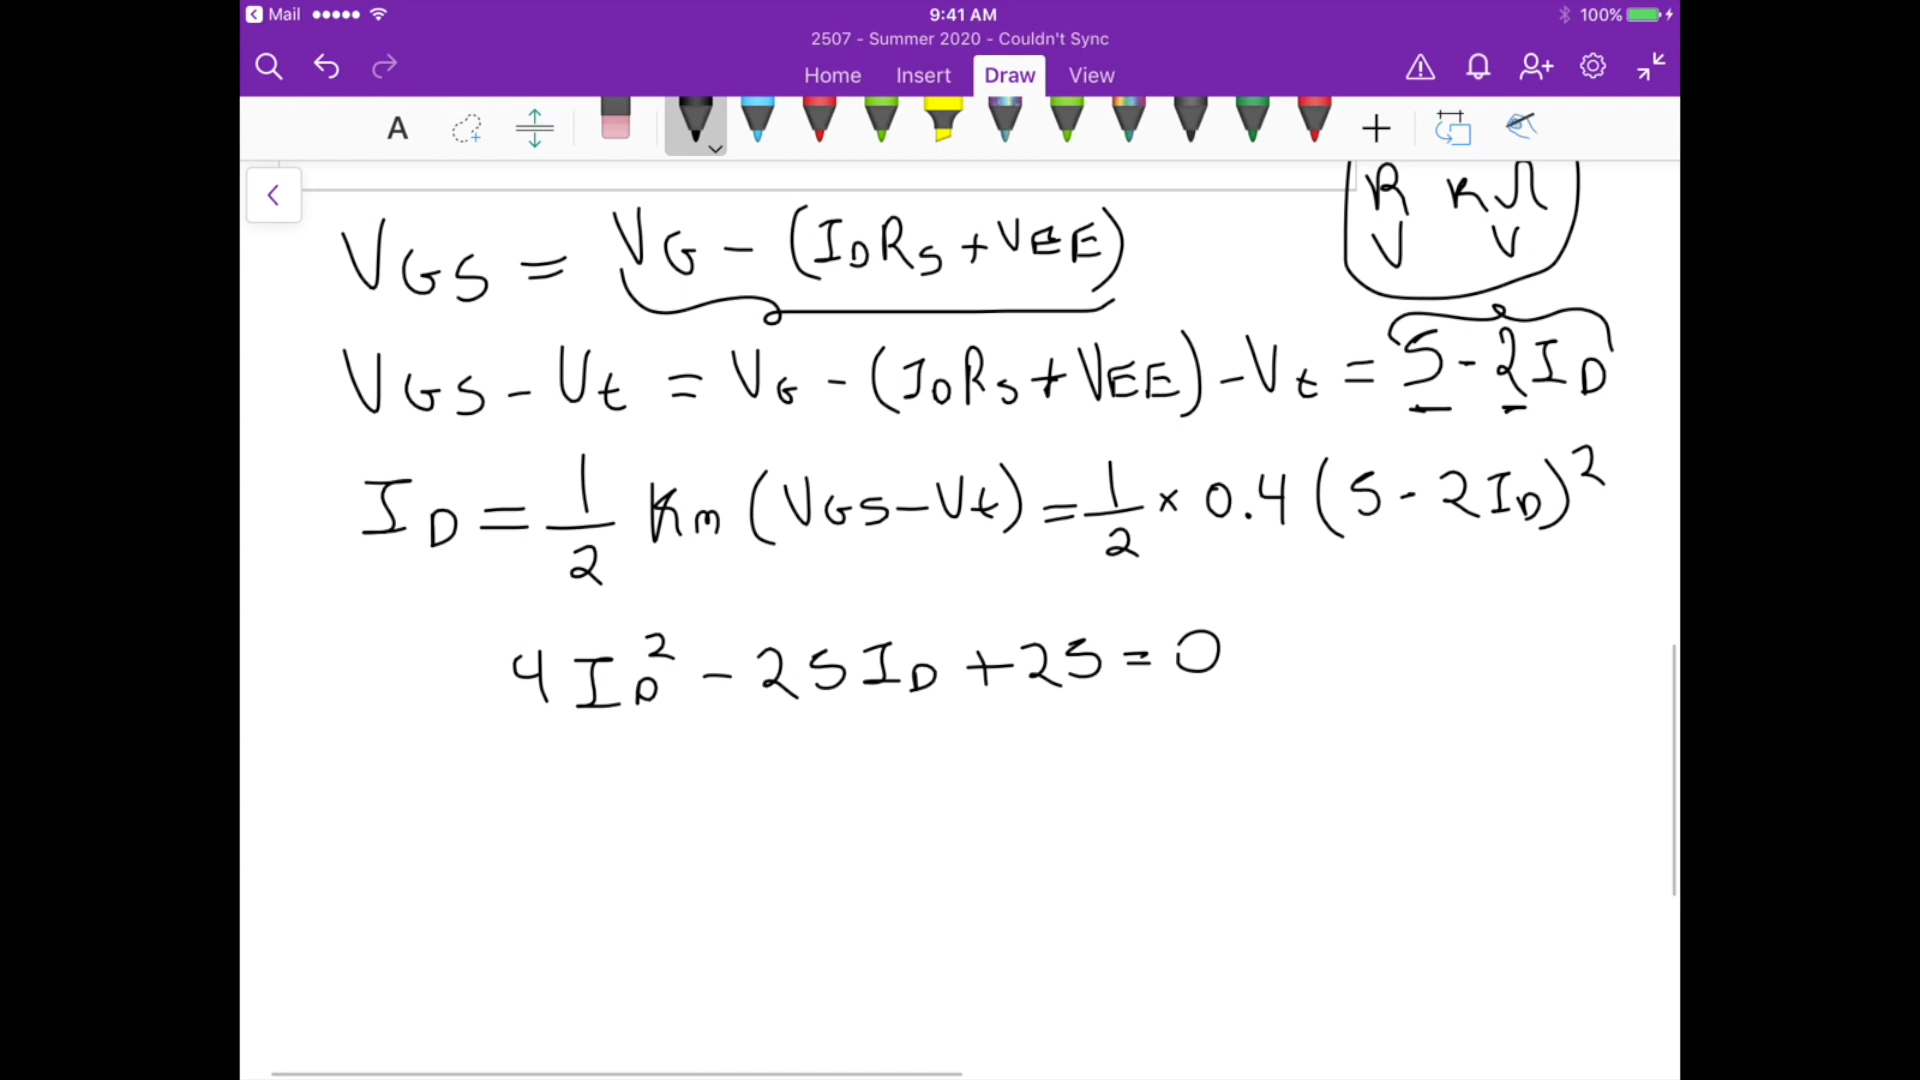 Mail 9:41 AM 100%
2507 - Summer 2020 - Couldn't Sync
Home Insert Draw View
A
R KΩ
V V
VGS = VG - (IDRS + VEE)
VGS - Vt = VG - (IDRS + VEE) - Vt = 5 - 2ID
ID = 1/2 Kn (VGS - Vt) = 1/2 × 0.4 (5 - 2ID)²
4ID² - 25ID + 25 = 0